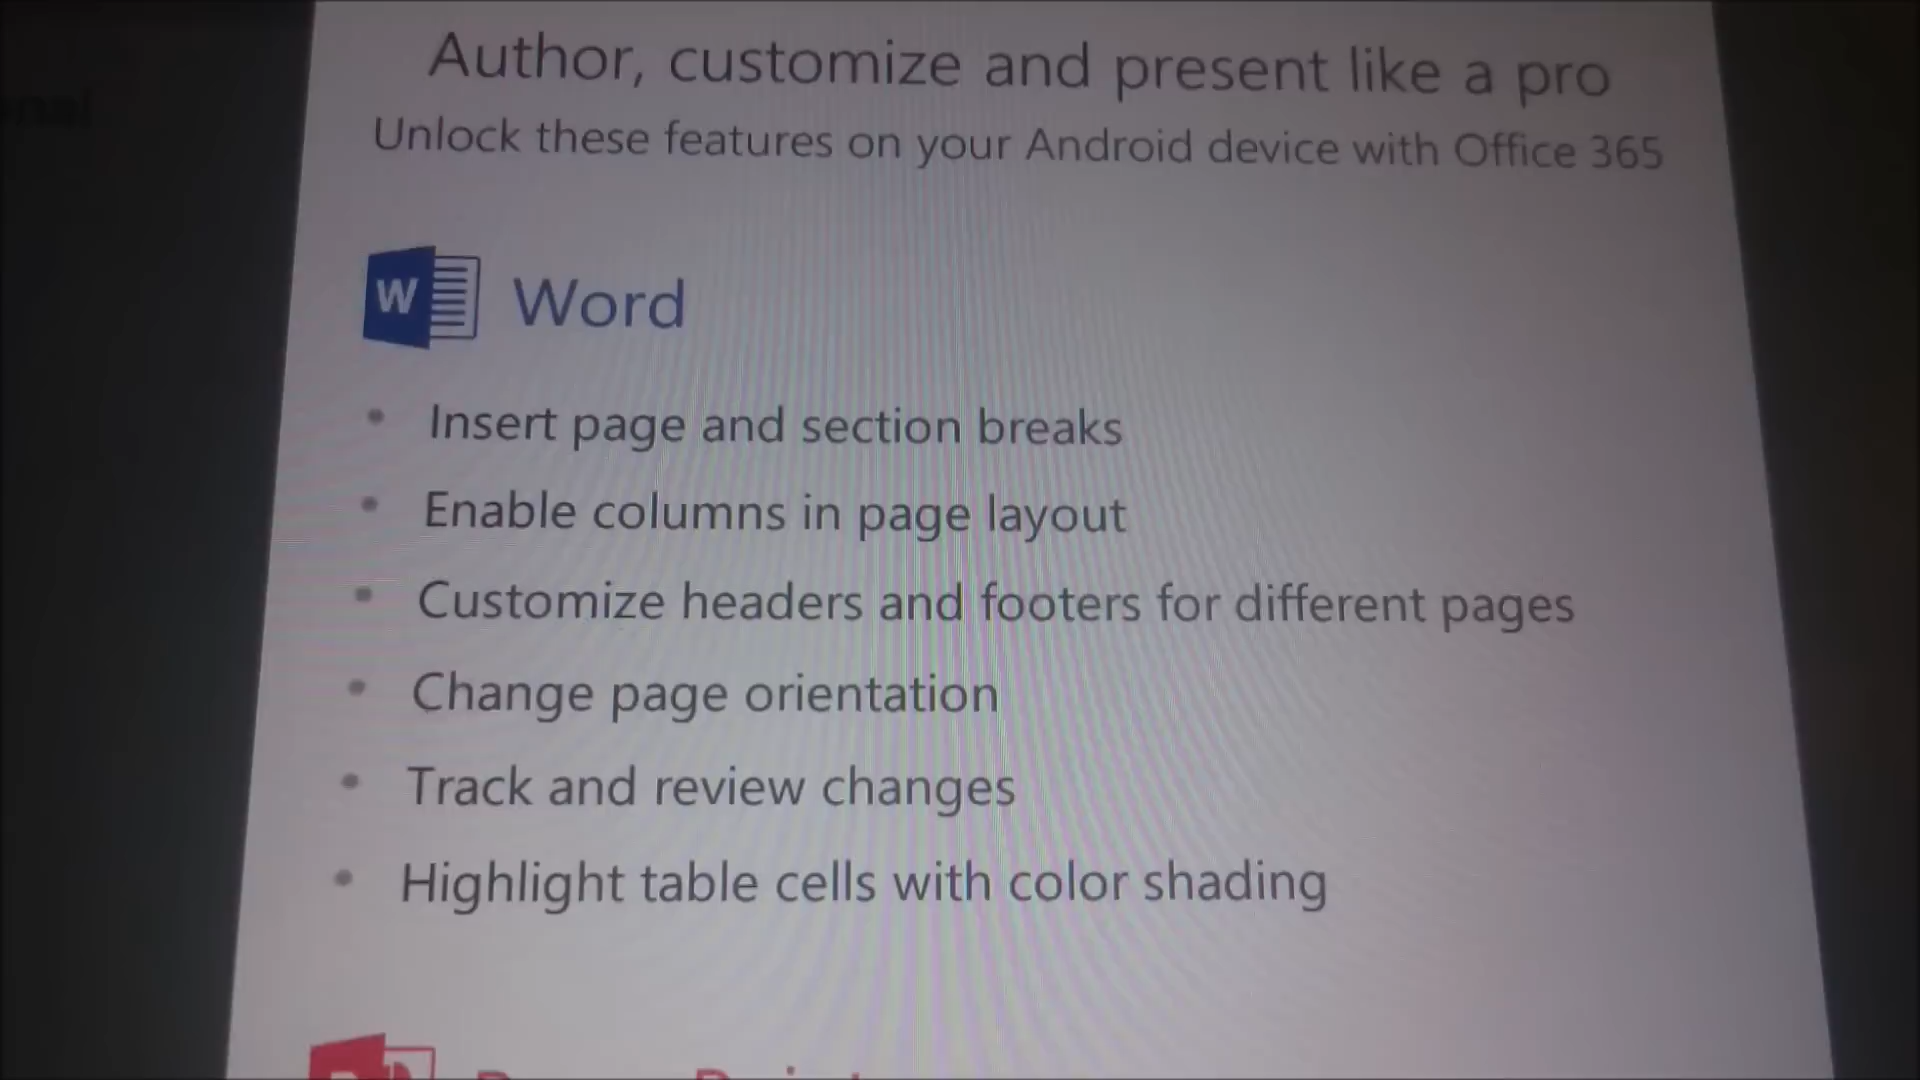 Author, customize and present like a pro
Unlock these features on your Android device with Office 365
W Word
Insert page and section breaks
Enable columns in page layout
Customize headers and footers for different pages
Change page orientation
Track and review changes
Highlight table cells with color shading